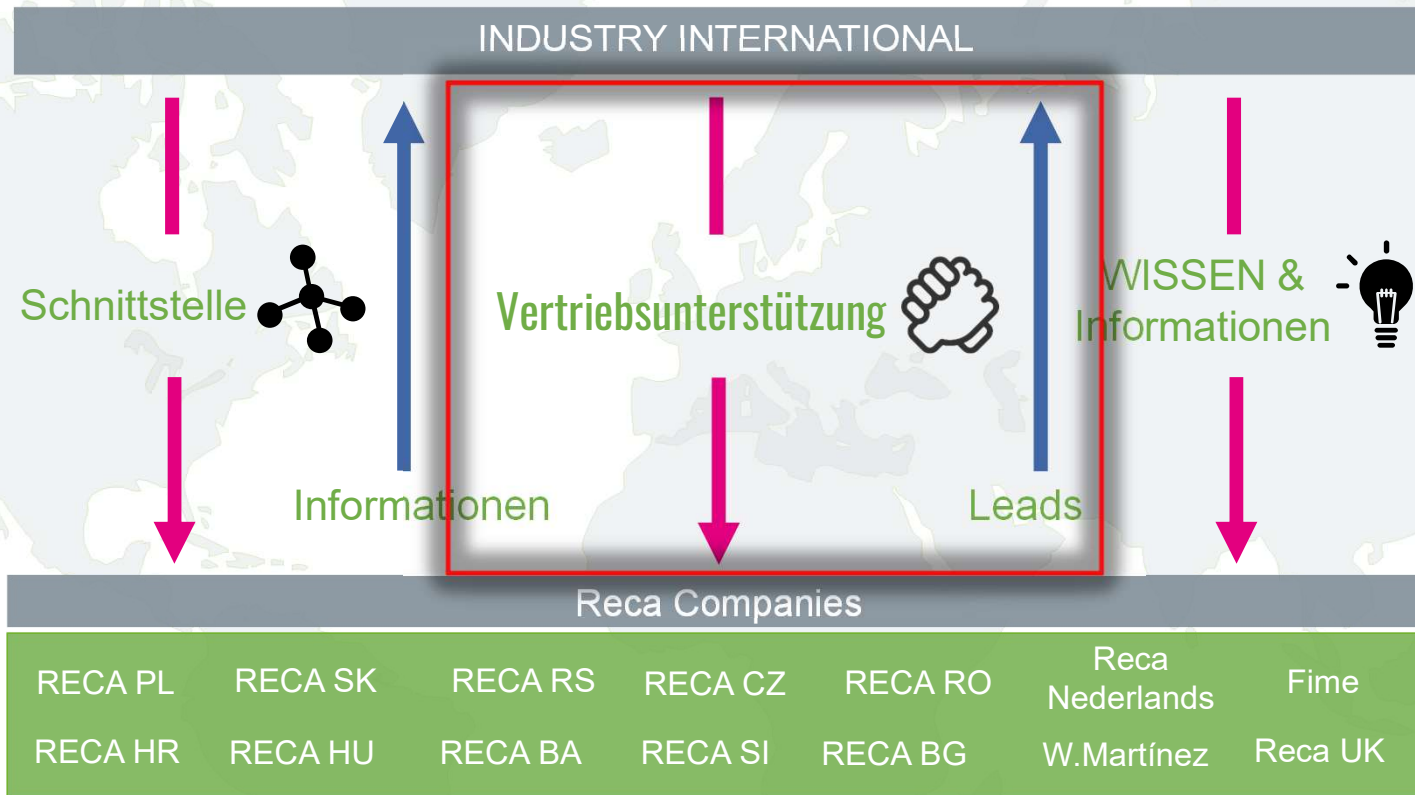 INDUSTRY INTERNATIONAL
Schnittstelle
Vertriebsunterstützung
WISSEN &
Informationen
Informationen
Leads
Reca Companies
RECA PL
RECA SK
RECA RS
RECA CZ
RECA RO
Reca
Nederlands
Fime
RECA HR
RECA HU
RECA BA
RECA SI
RECA BG
W.Martínez
Reca UK